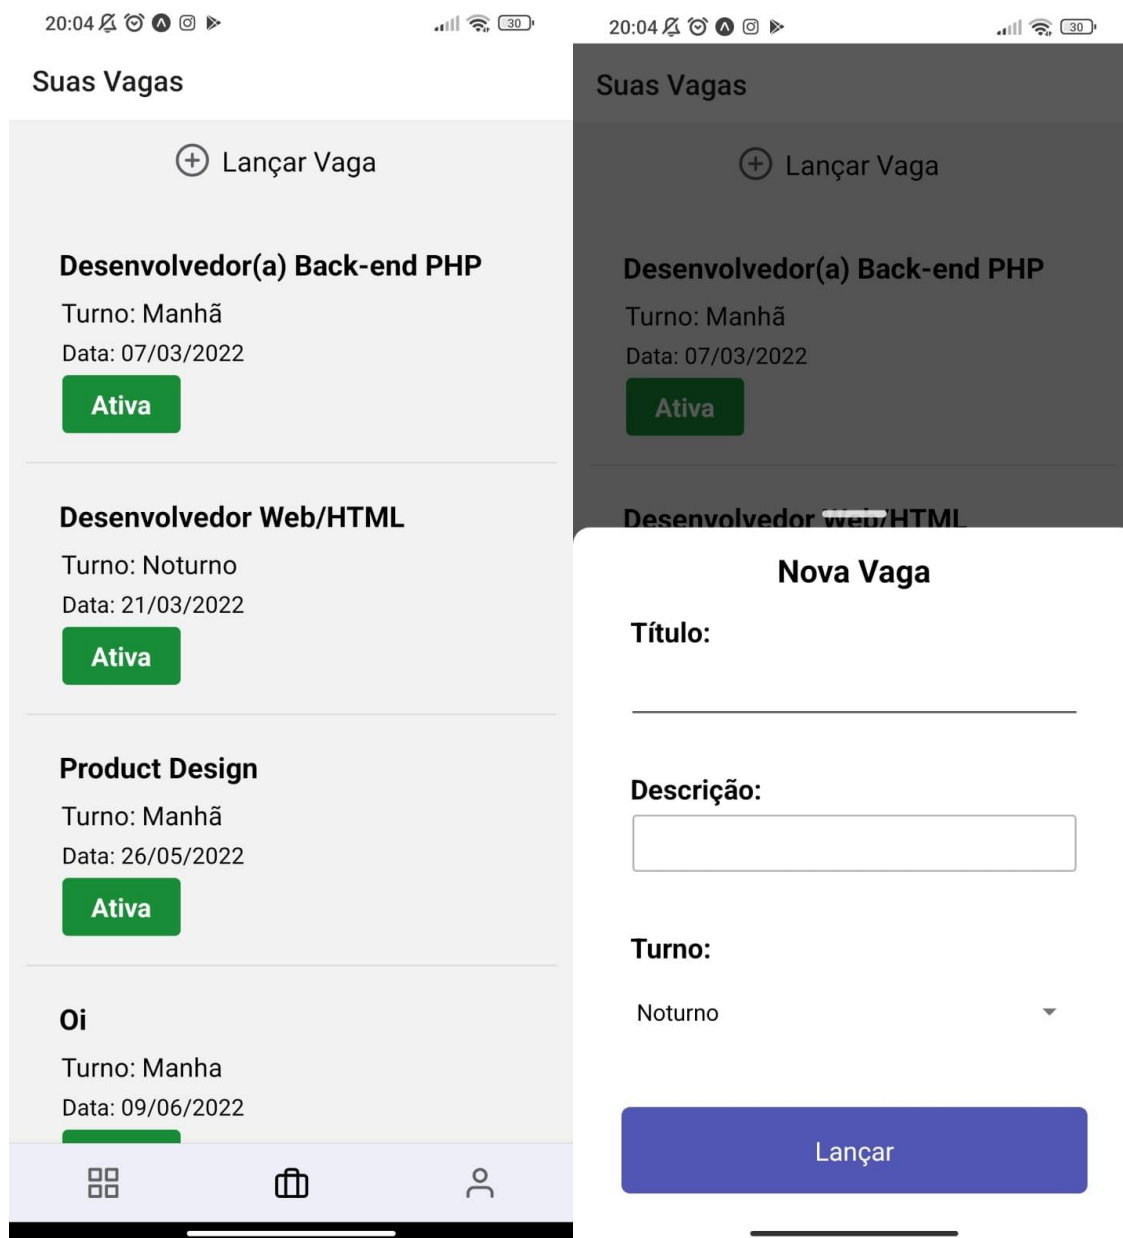 20:04
30
Suas Vagas
Lançar Vaga
Desenvolvedor(a) Back-end PHP
Turno: Manhã
Data: 07/03/2022
Ativa
Desenvolvedor Web/HTML
Turno: Noturno
Data: 21/03/2022
Ativa
Product Design
Turno: Manhã
Data: 26/05/2022
Ativa
Oi
Turno: Manha
Data: 09/06/2022
20:04
30
Suas Vagas
Lançar Vaga
Desenvolvedor(a) Back-end PHP
Turno: Manhã
Data: 07/03/2022
Ativa
Desenvolvedor Web/HTML
Nova Vaga
Título:
Descrição:
Turno:
Noturno
Lançar